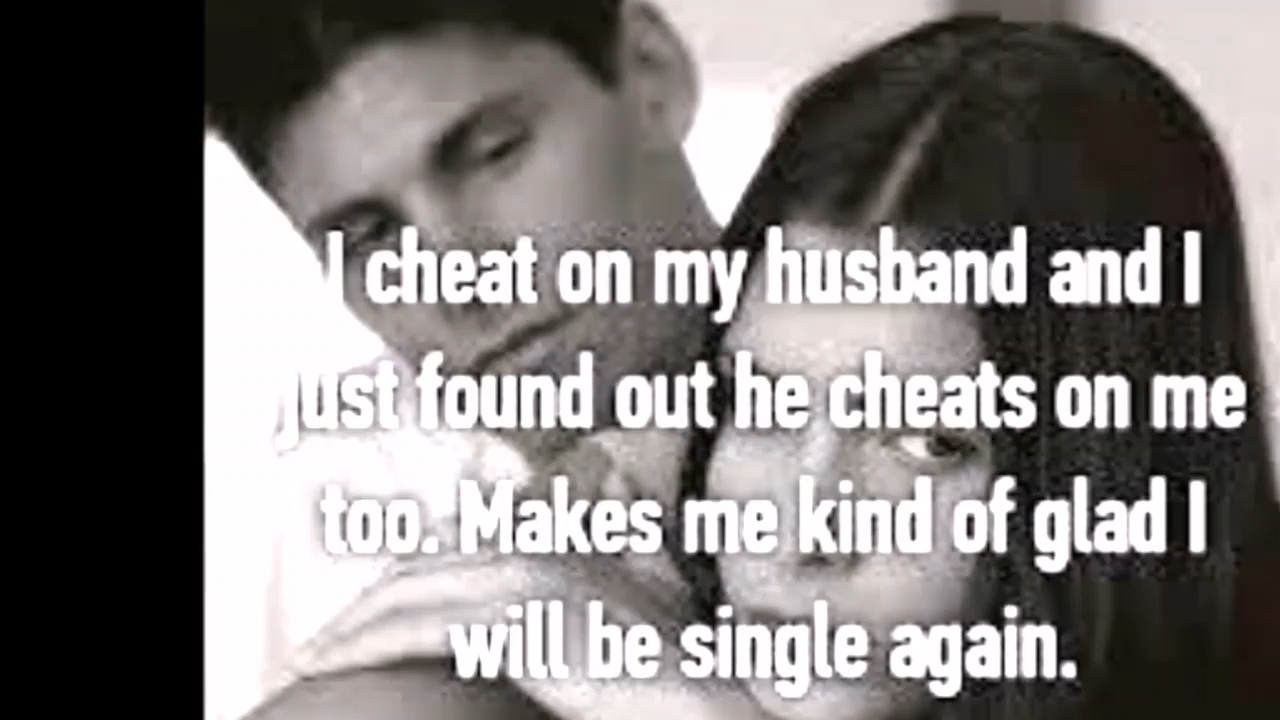 I cheat on my husband and I
just found out he cheats on me
too. Makes me kind of glad I
will be single again.